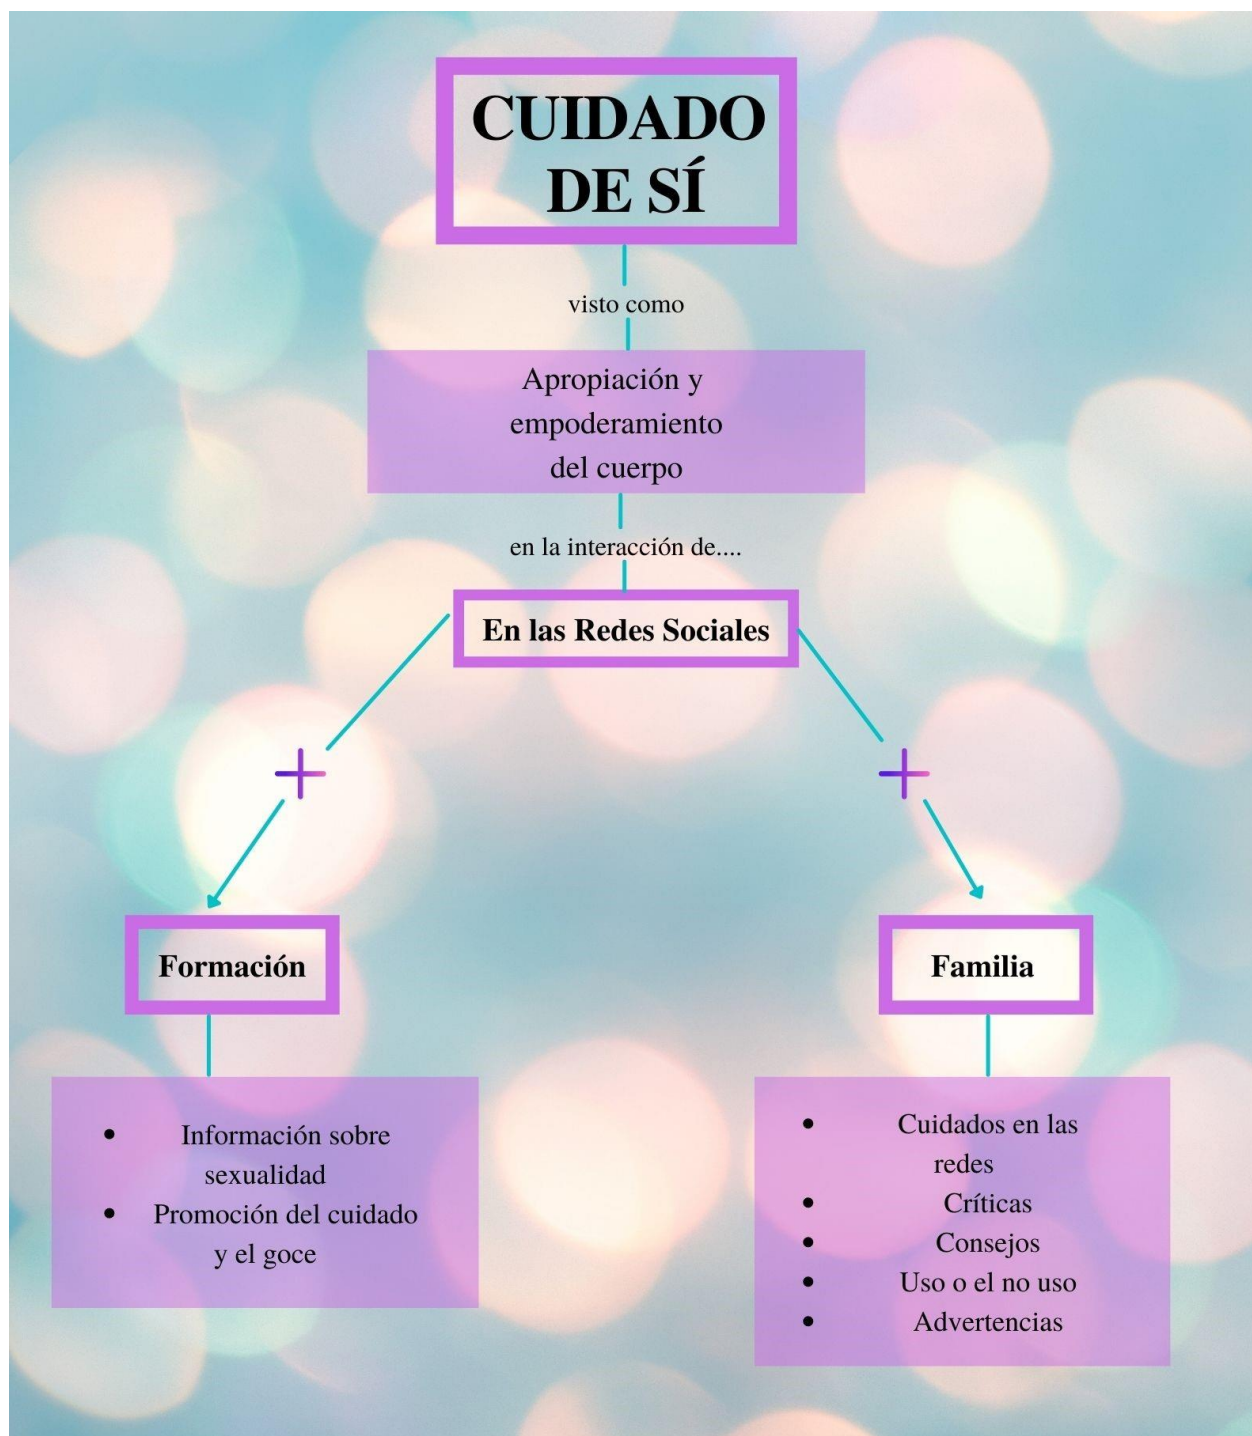 CUIDADO
DE SÍ
visto como
Apropiación y
empoderamiento
del cuerpo
en la interacción de....
En las Redes Sociales
Formación
• Información sobre
sexualidad
• Promoción del cuidado
y el goce
Familia
• Cuidados en las
redes
• Críticas
• Consejos
• Uso o el no uso
• Advertencias